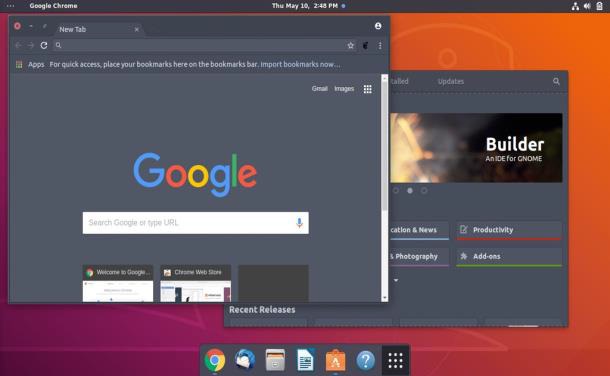 Google Chrome
Thu May 10, 2:48 PM
New Tab
Apps For quick access, place your bookmarks here on the bookmarks bar. Import bookmarks now...
Gmail Images
Google
Search Google or type URL
Welcome to Google...
Chrome Web Store
Updates
Builder
An IDE for GNOME
& News
Productivity
& Photography
Add-ons
Recent Releases